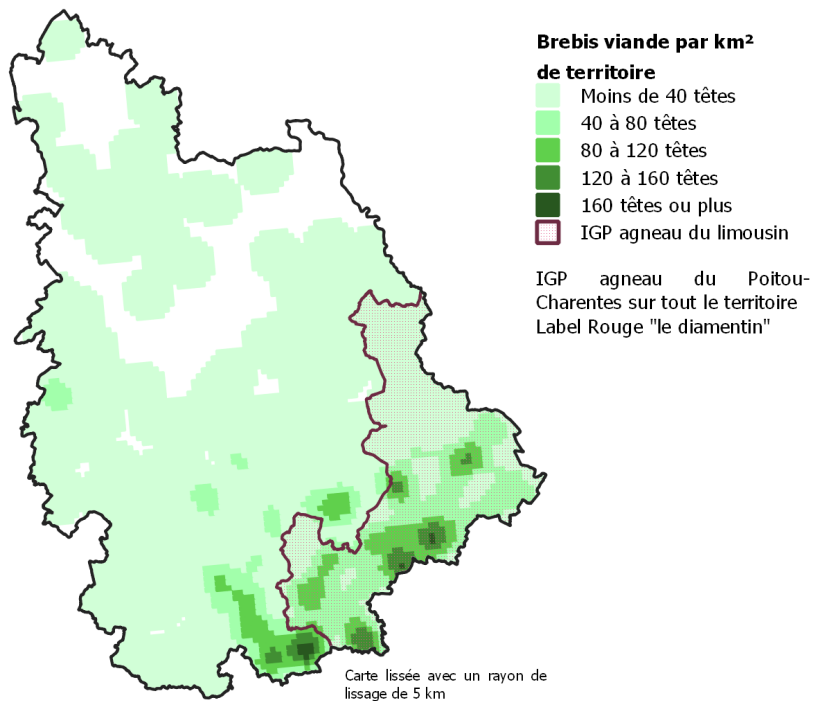 Brebis viande par km²
de territoire
Moins de 40 têtes
40 à 80 têtes
80 à 120 têtes
120 à 160 têtes
160 têtes ou plus
IGP agneau du limousin
IGP agneau du Poitou-
Charentes sur tout le territoire
Label Rouge "le diamentin"
Carte lissée avec un rayon de
lissage de 5 km